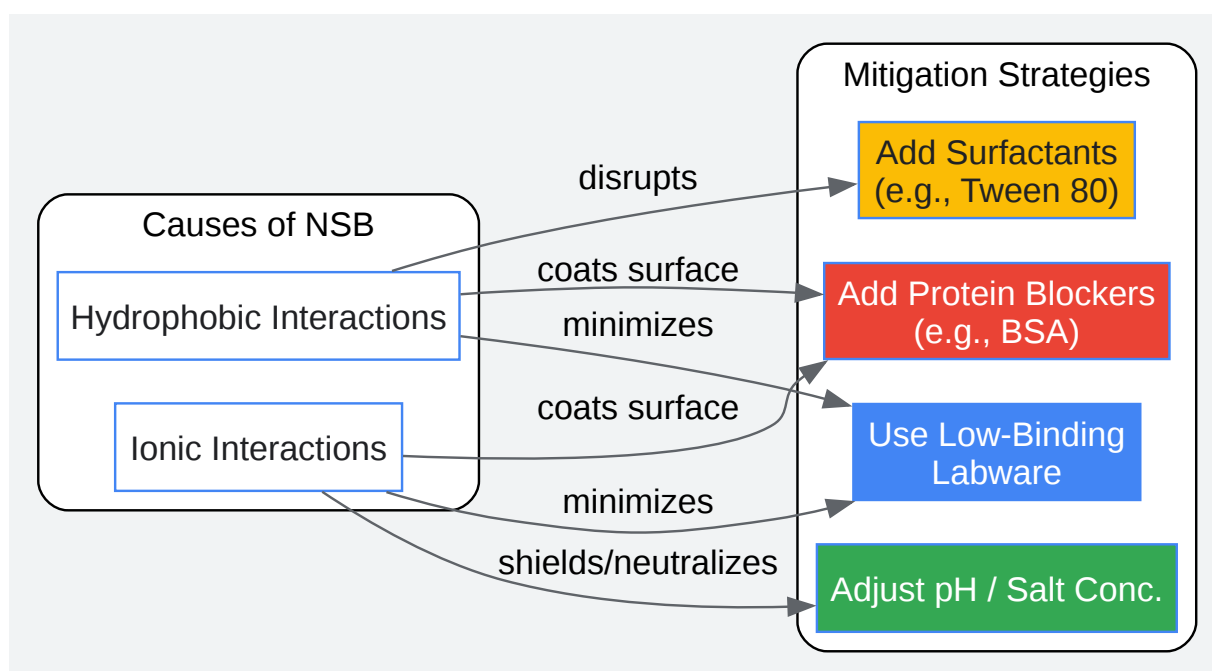 Mitigation Strategies
Add Surfactants
(e.g., Tween 80)
disrupts
Causes of NSB
coats surface
Add Protein Blockers
(e.g., BSA)
Hydrophobic Interactions
minimizes
coats surface
Use Low-Binding
Labware
Ionic Interactions
minimizes
shields/neutralizes
Adjust pH / Salt Conc.